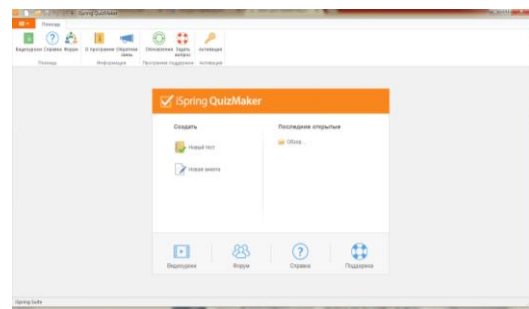 iSpring QuizMaker
Помощь
Видеоуроки Справка Форум О программе Обратная связь Обновления Задать вопрос Активация
Помощь Информация Программа поддержки Активация
iSpring QuizMaker
Создать
Последние открытые
Новый тест
Обзор...
Новая анкета
Видеоуроки Форум Справка Поддержка
iSpring Suite